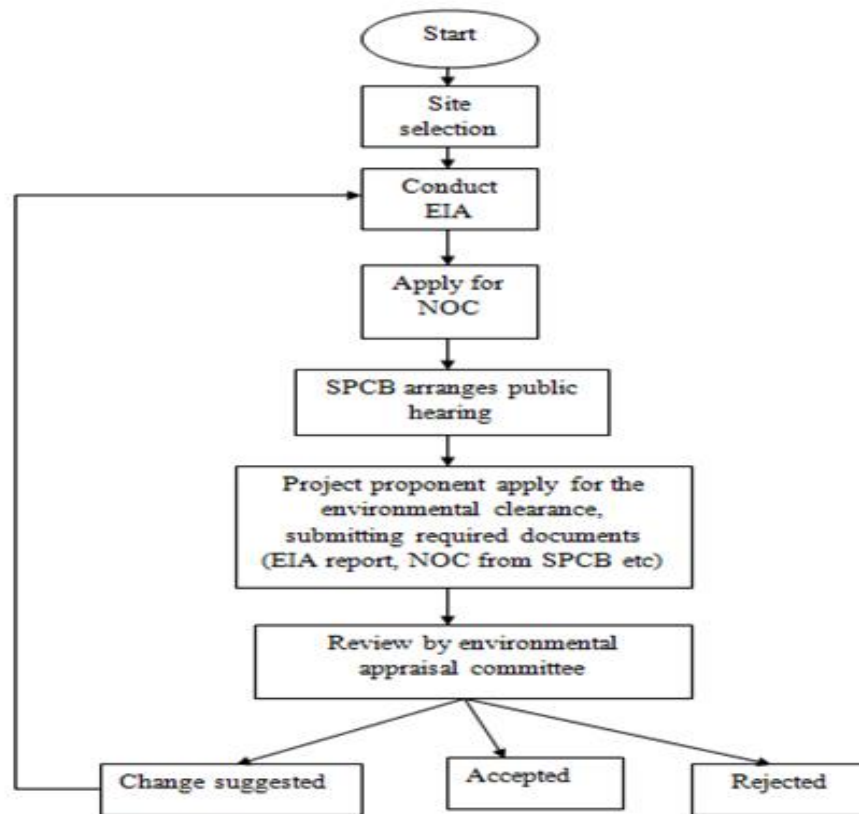 Start
Site
selection
Conduct
EIA
Apply for
NOC
SPCB arranges public
hearing
Project proponent apply for the
environmental clearance,
submitting required documents
(EIA report, NOC from SPCB etc)
Review by environmental
appraisal committee
Change suggested
Accepted
Rejected